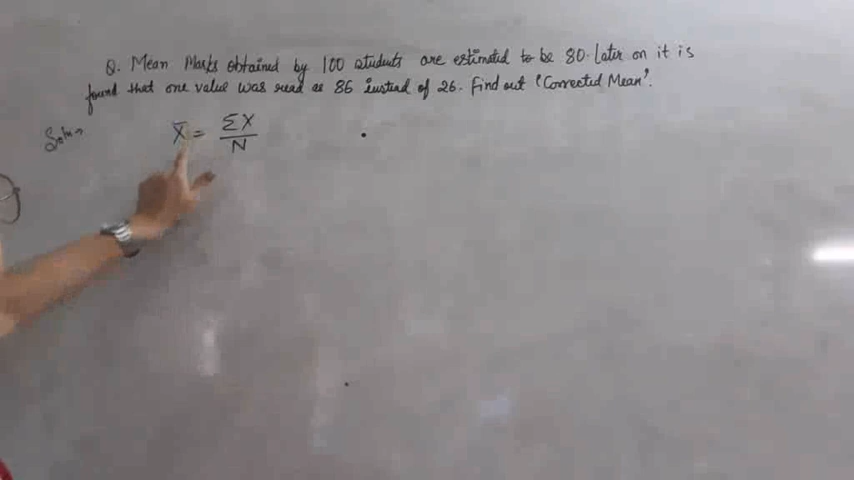 Q. Mean Marks obtained by 100 students are estimated to be 80. Later on it is
found that one value was read as 86 instead of 26. Find out 'Corrected Mean'.
Soln→
X̄ = ΣX / N